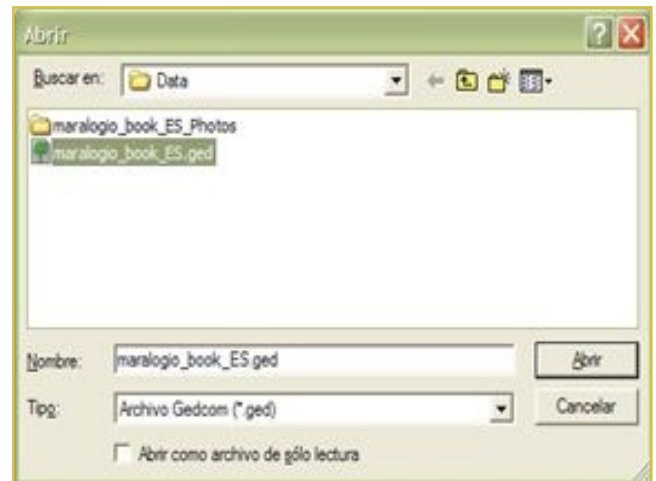 Abrir
Buscar en: Data
maralogio_book_ES_Photos
maralogio_book_ES.ged
Nombre: maralogio_book_ES.ged Abrir
Tipo: Archivo Gedcom (*.ged) Cancelar
Abrir como archivo de sólo lectura